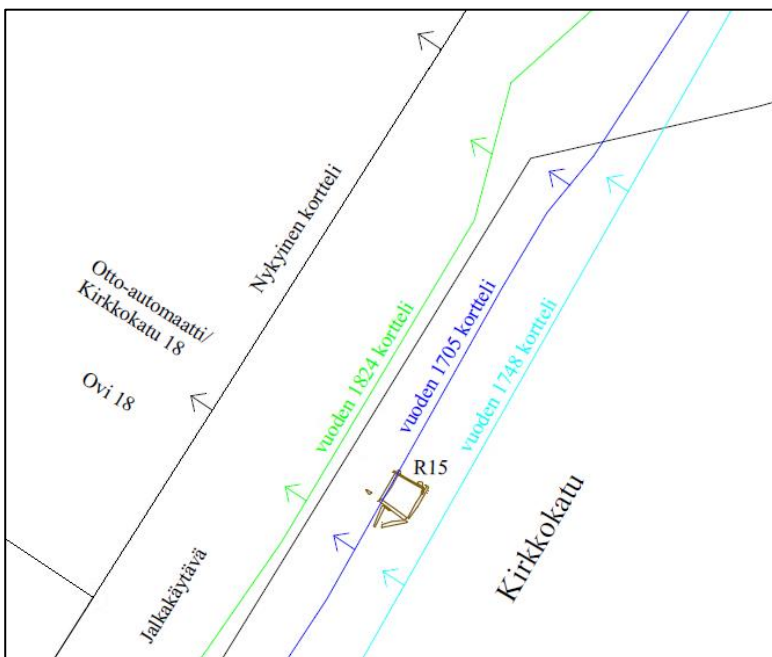 Nykyinen kortteli
Otto-automaatti/
Kirkkokatu 18
Ovi 18
vuoden 1824 kortteli
vuoden 1705 kortteli
vuoden 1748 kortteli
R15
Jalkakäytävä
Kirkkokatu